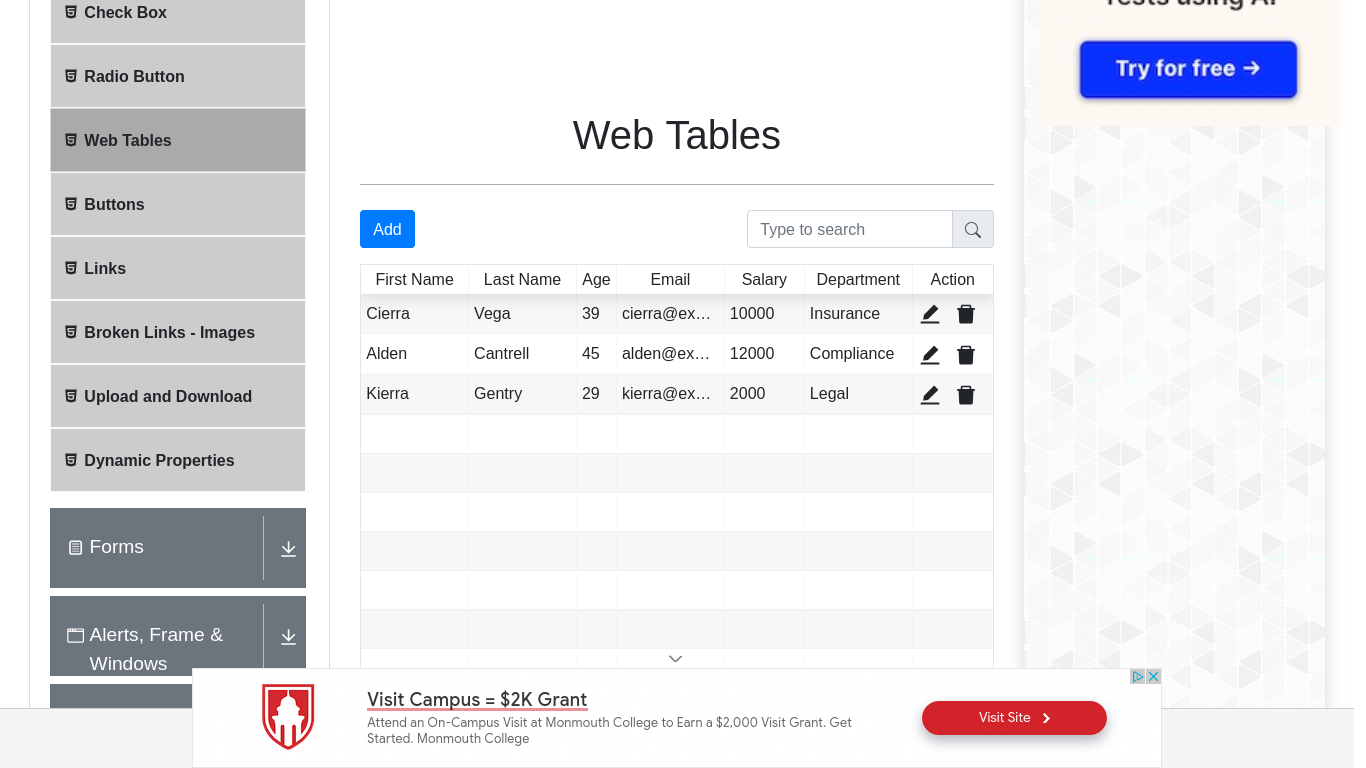 Check Box
Radio Button
Web Tables
Buttons
Links
Broken Links - Images
Upload and Download
Dynamic Properties
Forms
Alerts, Frame &
Windows
Web Tables
Add
Type to search
First Name Last Name Age Email Salary Department Action
Cierra Vega 39 cierra@ex… 10000 Insurance
Alden Cantrell 45 alden@ex… 12000 Compliance
Kierra Gentry 29 kierra@ex… 2000 Legal
Tests using AI
Try for free →
Visit Campus = $2K Grant
Attend an On-Campus Visit at Monmouth College to Earn a $2,000 Visit Grant. Get
Started. Monmouth College
Visit Site